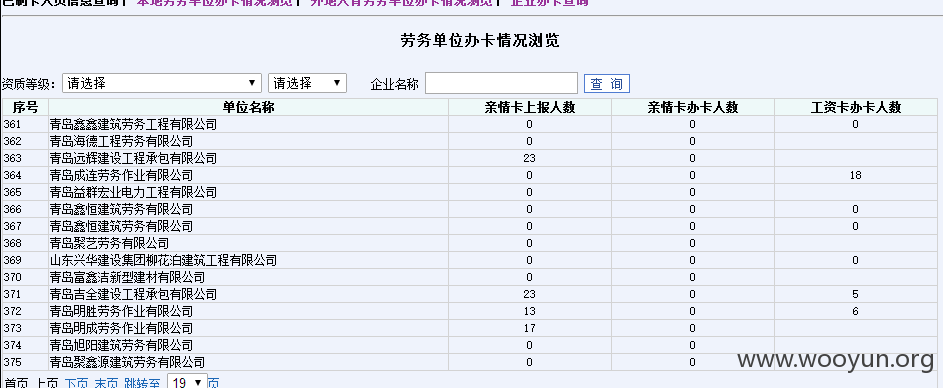 已制卡人员信息查询 | 本地劳务单位办卡情况浏览 | 外地入青劳务单位办卡情况浏览 | 企业办卡查询
劳务单位办卡情况浏览
资质等级: 请选择 请选择 企业名称 查 询
序号 单位名称 亲情卡上报人数 亲情卡办卡人数 工资卡办卡人数
361 青岛鑫鑫建筑劳务工程有限公司 0 0 0
362 青岛海德工程劳务有限公司 0 0
363 青岛远辉建设工程承包有限公司 23 0
364 青岛成连劳务作业有限公司 0 0 18
365 青岛益群宏业电力工程有限公司 0 0
366 青岛鑫恒建筑劳务有限公司 0 0 0
367 青岛鑫恒建筑劳务有限公司 0 0 0
368 青岛聚艺劳务有限公司 0 0
369 山东兴华建设集团柳花泊建筑工程有限公司 0 0 0
370 青岛富鑫洁新型建材有限公司 0 0
371 青岛吉全建设工程承包有限公司 23 0 5
372 青岛明胜劳务作业有限公司 13 0 6
373 青岛明成劳务作业有限公司 17 0
374 青岛旭阳建筑劳务有限公司 0 0
375 青岛聚鑫源建筑劳务有限公司 0 0
www.wooyun.org
首页 上页 下页 末页 跳转至 19 页